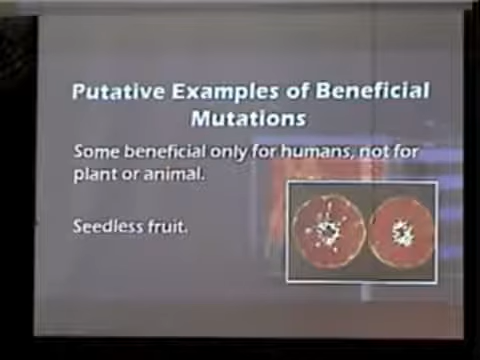 Putative Examples of Beneficial
Mutations
Some beneficial only for humans, not for
plant or animal.
Seedless fruit.